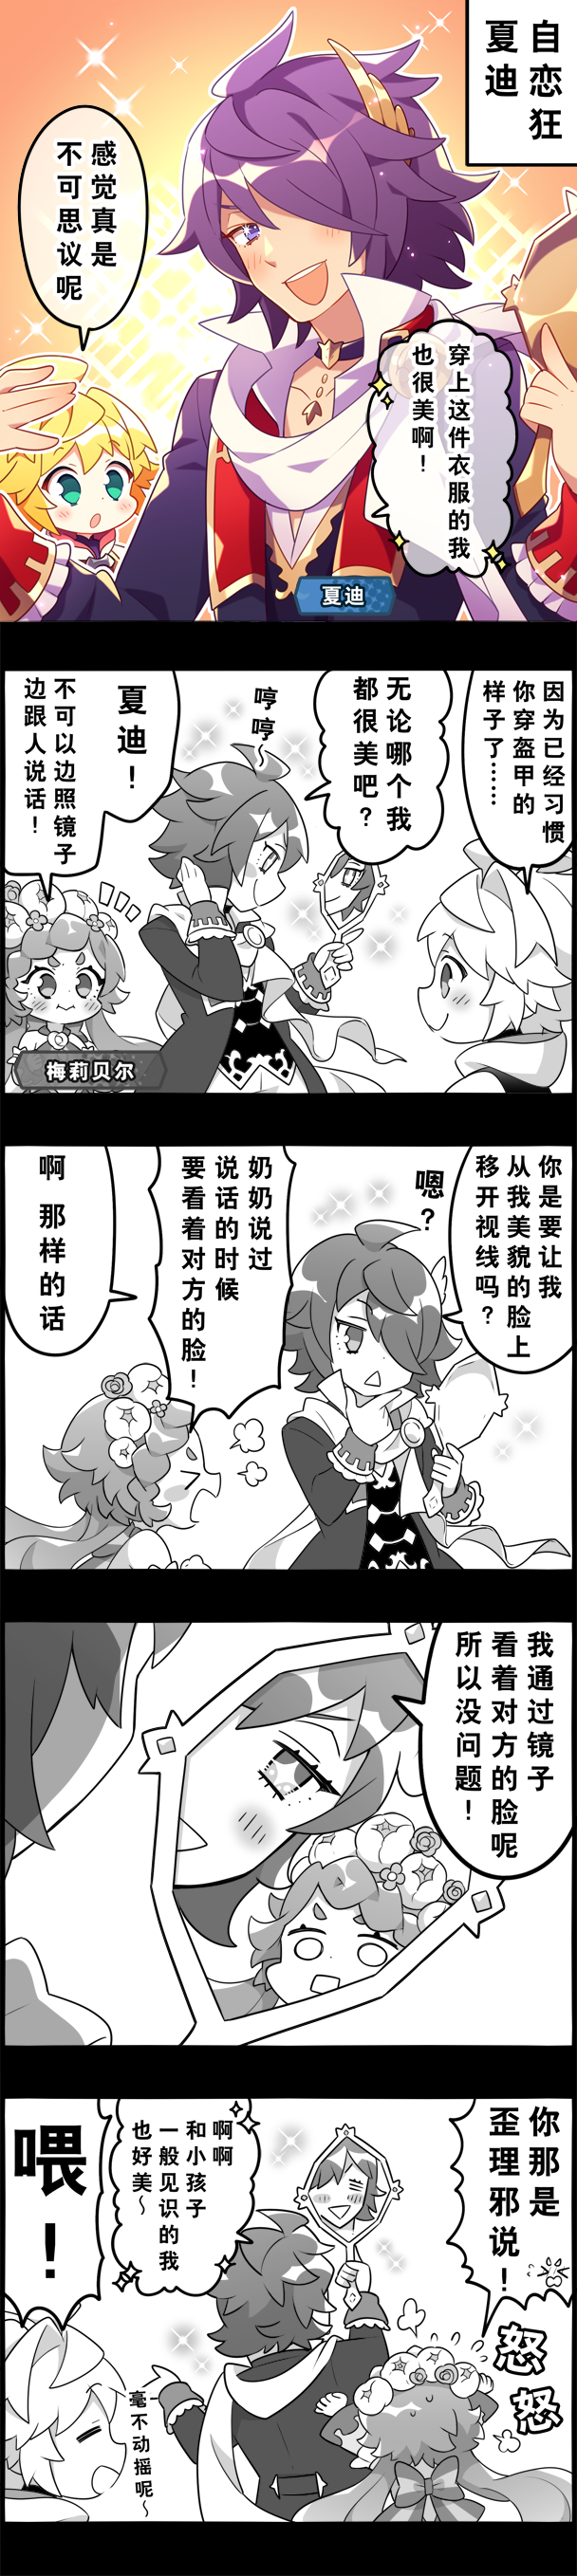 自恋狂
夏迪
穿上这件衣服的我
也很美啊！
感觉真是
不可思议呢
夏迪
因为已经习惯
你穿盔甲的
样子了……
无论哪个我
都很美吧？
哼哼~
夏迪！
不可以边照镜子
边跟人说话！
梅莉贝尔
你是要让我
从我美貌的脸上
移开视线吗？
嗯？
奶奶说过
说话的时候
要看着对方的脸！
啊 那样的话
我通过镜子
看着对方的脸呢
所以没问题！
你那是
歪理邪说！
怒
怒
啊啊
和小孩子
一般见识的我
也好美~
喂！
毫不动摇呢~